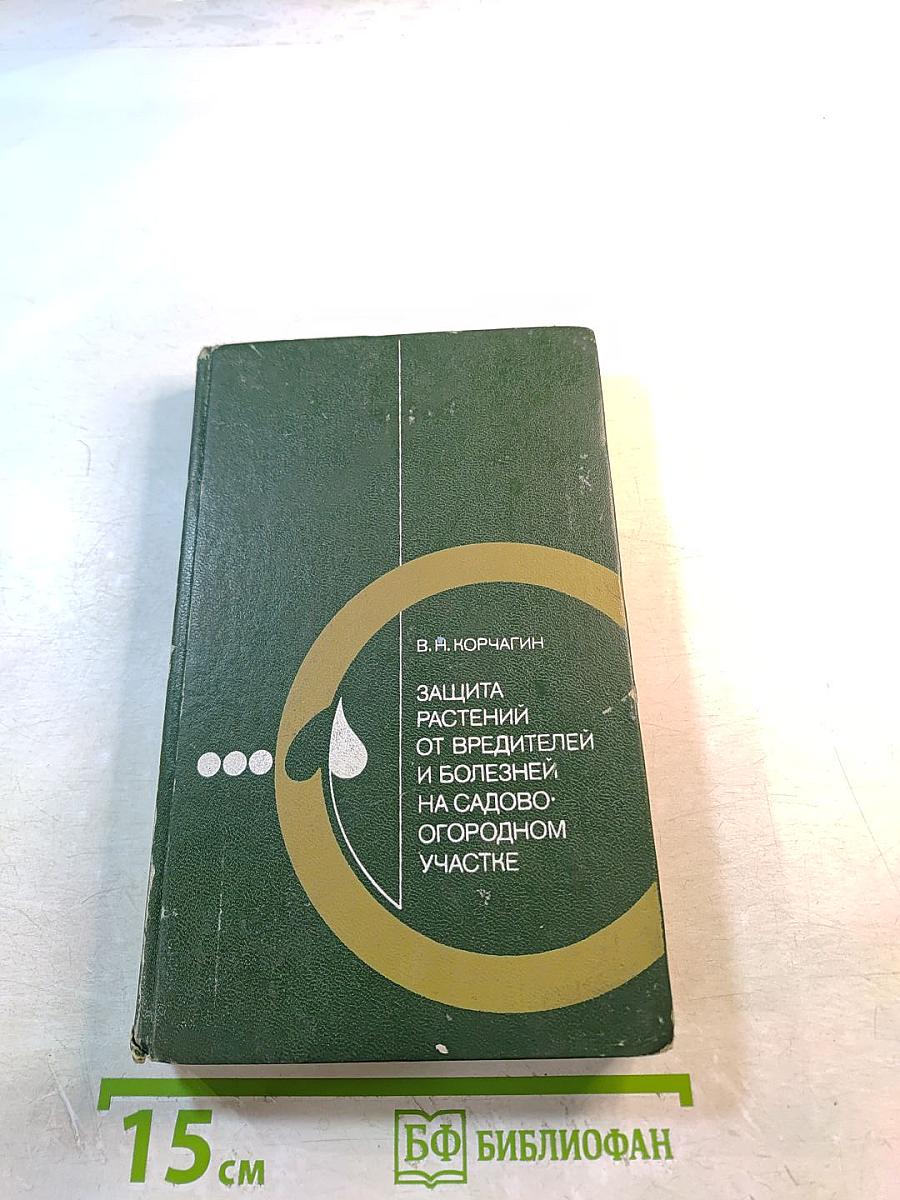 В. Н. КОРЧАГИН
ЗАЩИТА
РАСТЕНИЙ
ОТ ВРЕДИТЕЛЕЙ
И БОЛЕЗНЕЙ
НА САДОВО-
ОГОРОДНОМ
УЧАСТКЕ
15 см
БФ БИБЛИОФАН